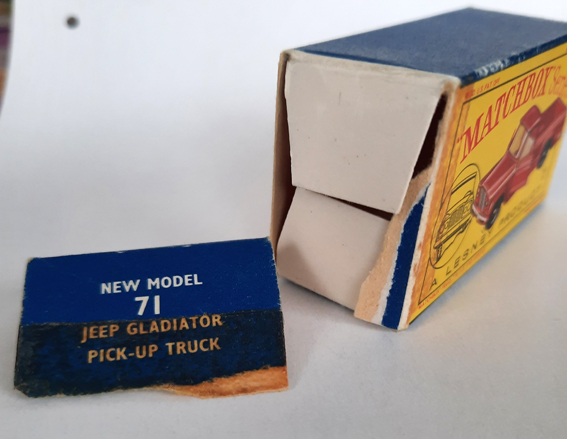 NEW MODEL
71
JEEP GLADIATOR
PICK-UP TRUCK
"MATCHBOX"
A LESNEY PRODUCT